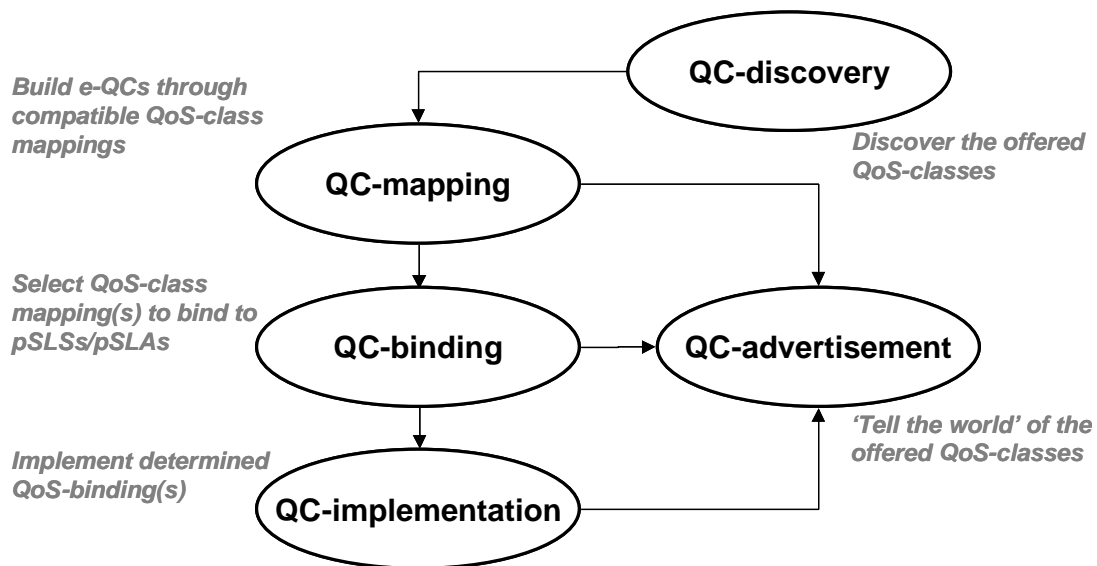 QC-discovery
Build e-QCs through
compatible QoS-class
mappings
Discover the offered
QoS-classes
QC-mapping
Select QoS-class
mapping(s) to bind to
pSLSs/pSLAs
QC-binding
QC-advertisement
‘Tell the world’ of the
offered QoS-classes
Implement determined
QoS-binding(s)
QC-implementation